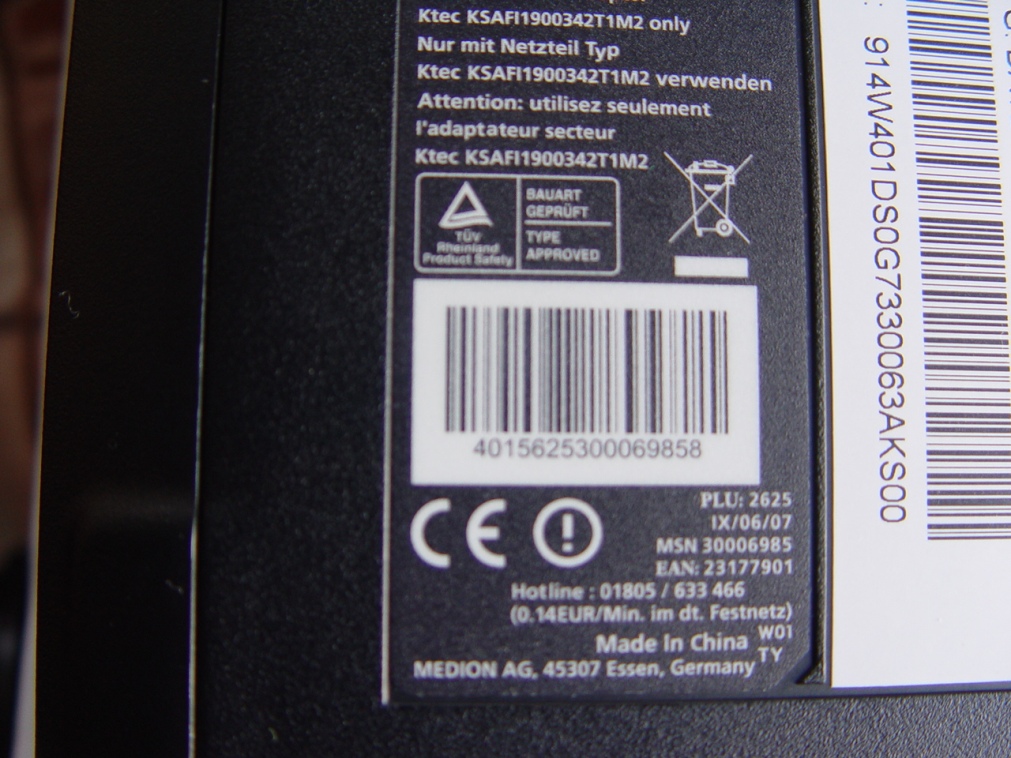 Ktec KSAFI1900342T1M2 only
Nur mit Netzteil Typ
Ktec KSAFI1900342T1M2 verwenden
Attention: utilisez seulement
l'adaptateur secteur
Ktec KSAFI1900342T1M2
TÜV
Rheinland
Product Safety
BAUART
GEPRÜFT
TYPE
APPROVED
4015625300069858
CE
PLU: 2625
IX/06/07
MSN 30006985
EAN: 23177901
Hotline : 01805 / 633 466
(0.14EUR/Min. im dt. Festnetz)
Made In China W01
TY
MEDION AG, 45307 Essen, Germany
914W401DS0G7330063AKS00